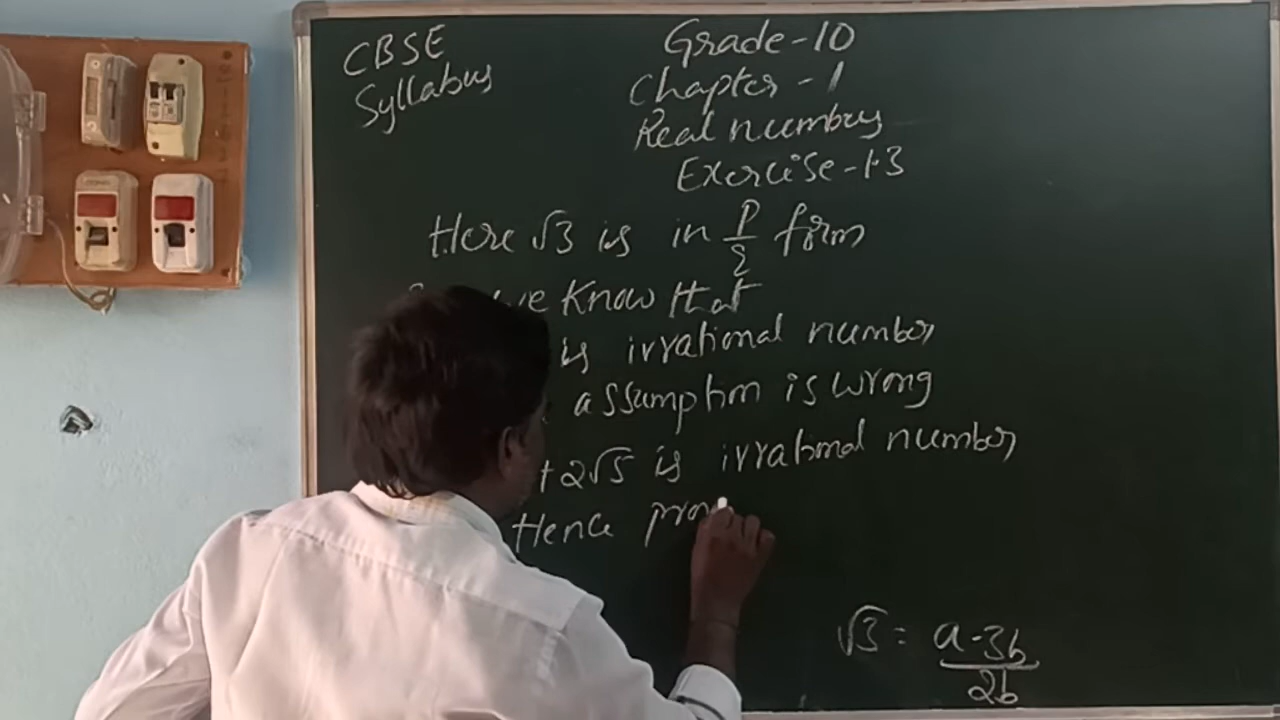 CBSE
Syllabus
Grade-10
Chapter-1
Real numbers
Exercise-1.3
Here √3 is in P/q form
we know that
is irrational number
assumption is wrong
+2√5 is irrational number
Hence prov
√3 = a-3b/2b